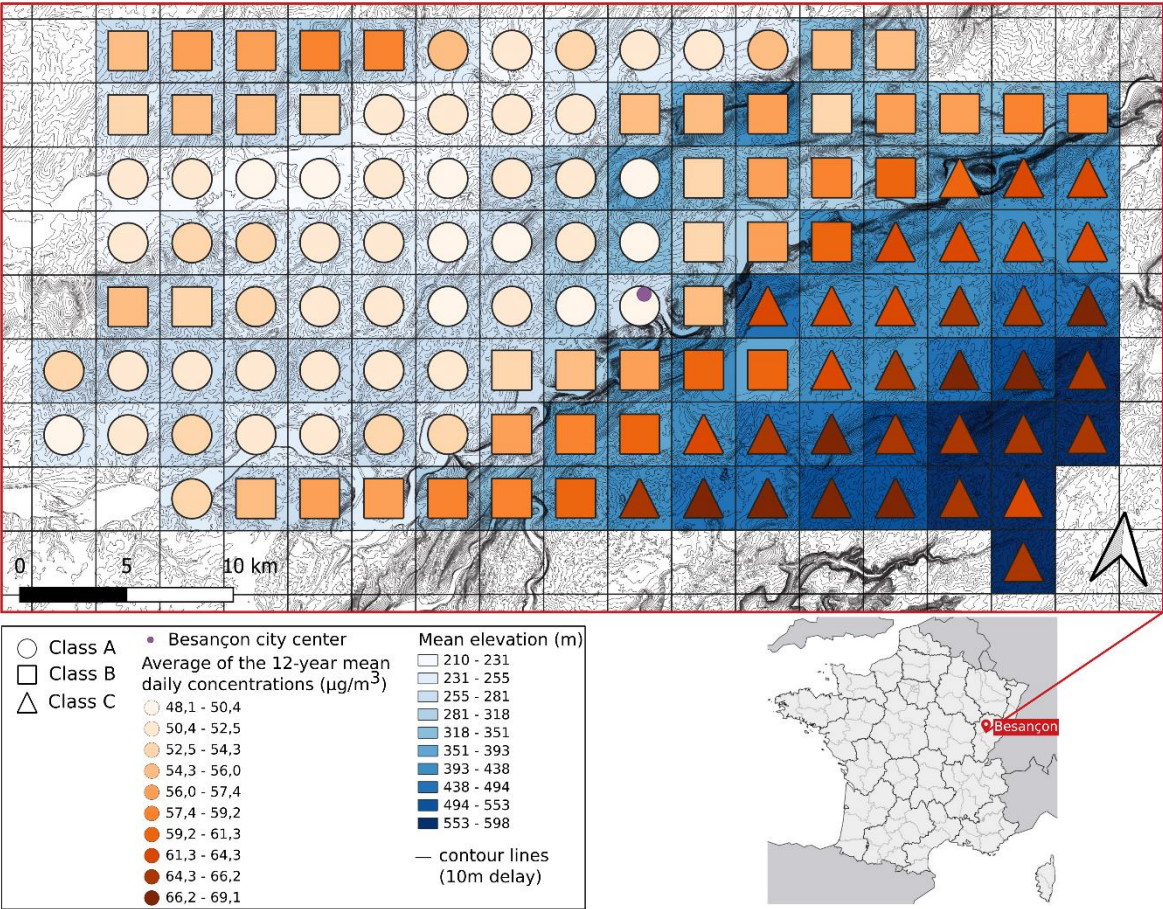 0 5 10 km
Class A
Class B
Class C
Besançon city center
Average of the 12-year mean
daily concentrations (µg/m³)
48,1 - 50,4
50,4 - 52,5
52,5 - 54,3
54,3 - 56,0
56,0 - 57,4
57,4 - 59,2
59,2 - 61,3
61,3 - 64,3
64,3 - 66,2
66,2 - 69,1
Mean elevation (m)
210 - 231
231 - 255
255 - 281
281 - 318
318 - 351
351 - 393
393 - 438
438 - 494
494 - 553
553 - 598
contour lines
(10m delay)
Besançon